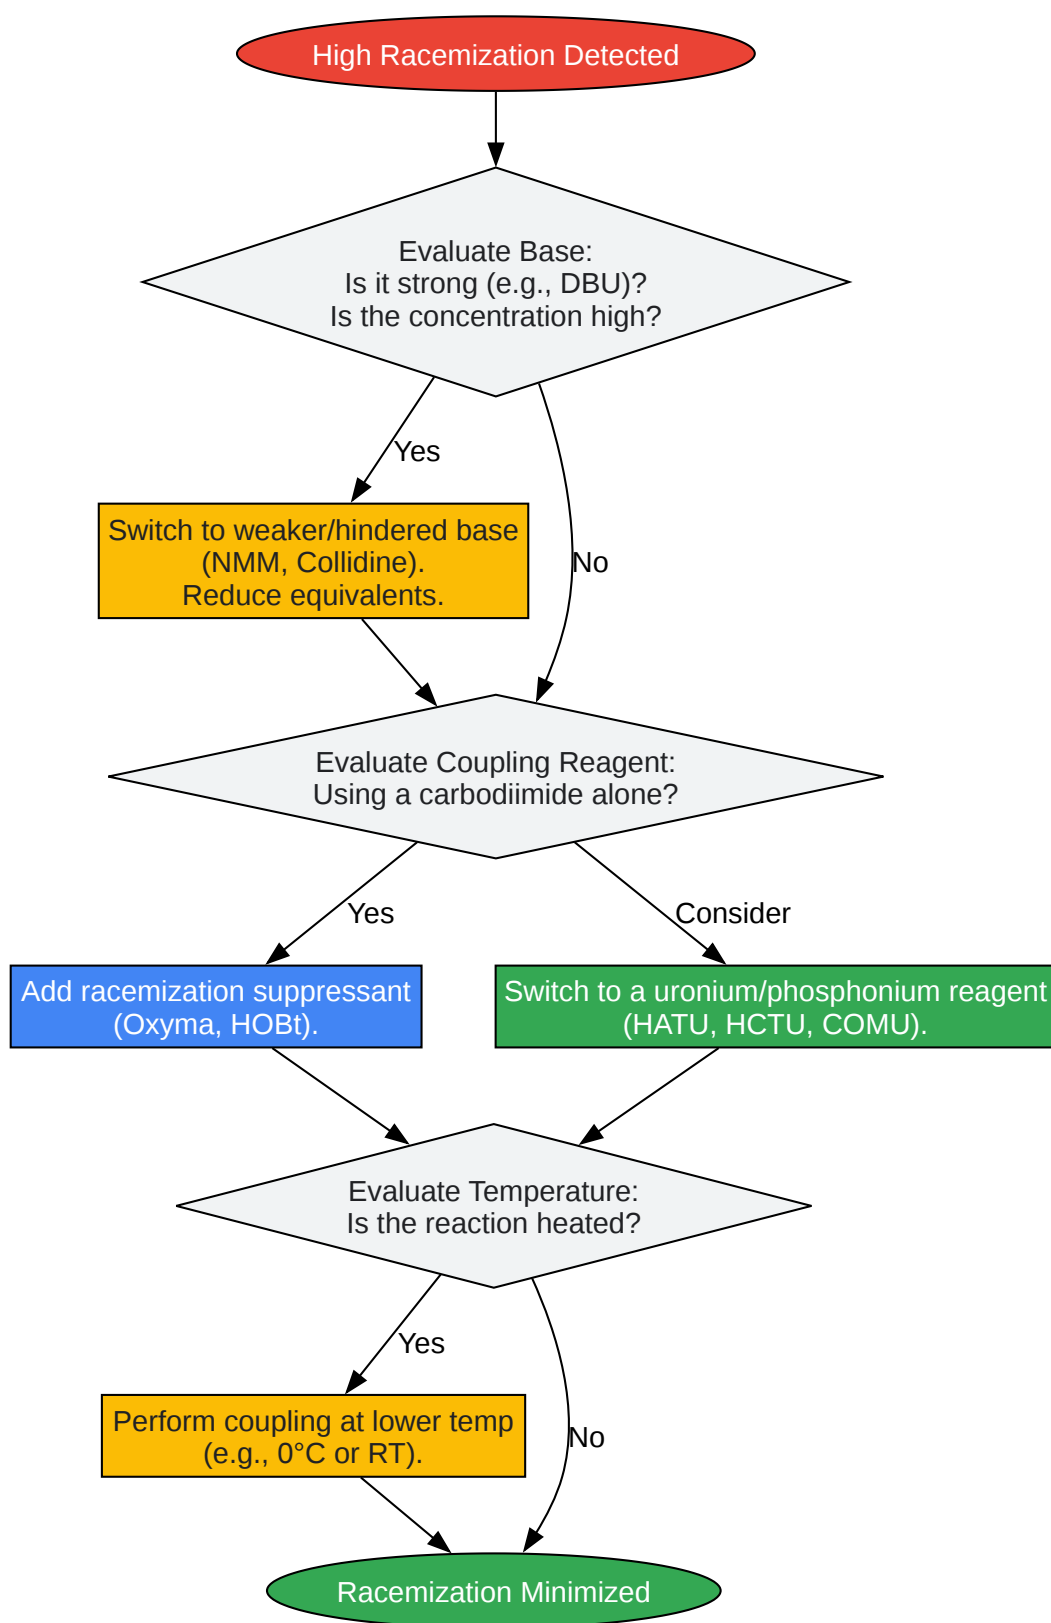 High Racemization Detected
Evaluate Base:
Is it strong (e.g., DBU)?
Is the concentration high?
Yes
Switch to weaker/hindered base
(NMM, Collidine).
Reduce equivalents.
No
Evaluate Coupling Reagent:
Using a carbodiimide alone?
Yes
Consider
Add racemization suppressant
(Oxyma, HOBt).
Switch to a uronium/phosphonium reagent
(HATU, HCTU, COMU).
Evaluate Temperature:
Is the reaction heated?
Yes
Perform coupling at lower temp
(e.g., 0°C or RT).
No
Racemization Minimized